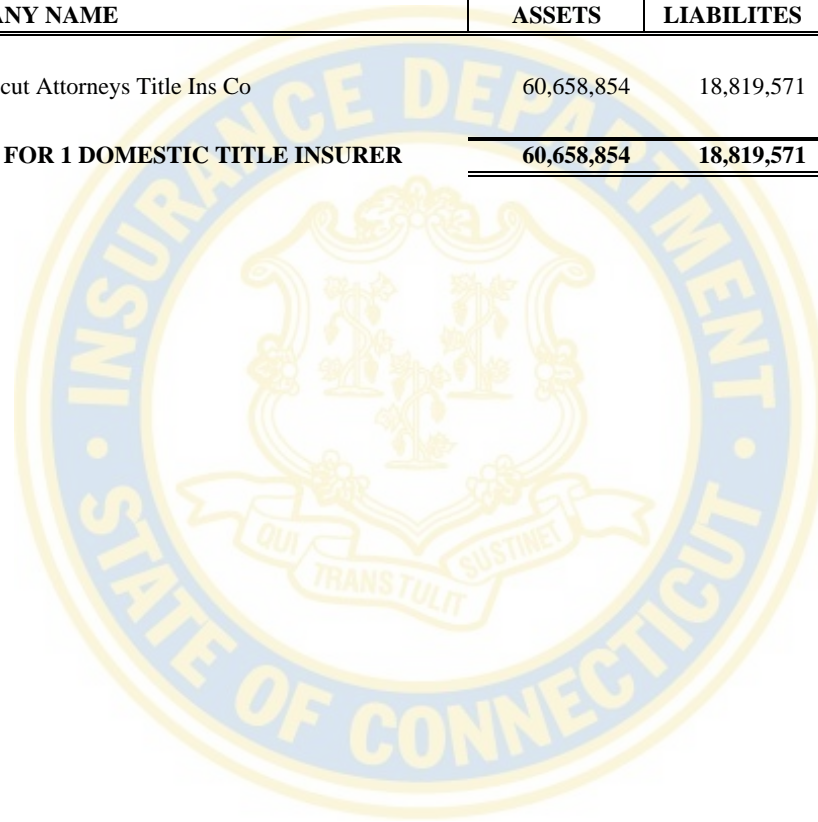 ANY NAME ASSETS LIABILITES
cut Attorneys Title Ins Co 60,658,854 18,819,571
FOR 1 DOMESTIC TITLE INSURER 60,658,854 18,819,571
INSURANCE DEPARTMENT
QUI TRANSTULIT SUSTINET
STATE OF CONNECTICUT